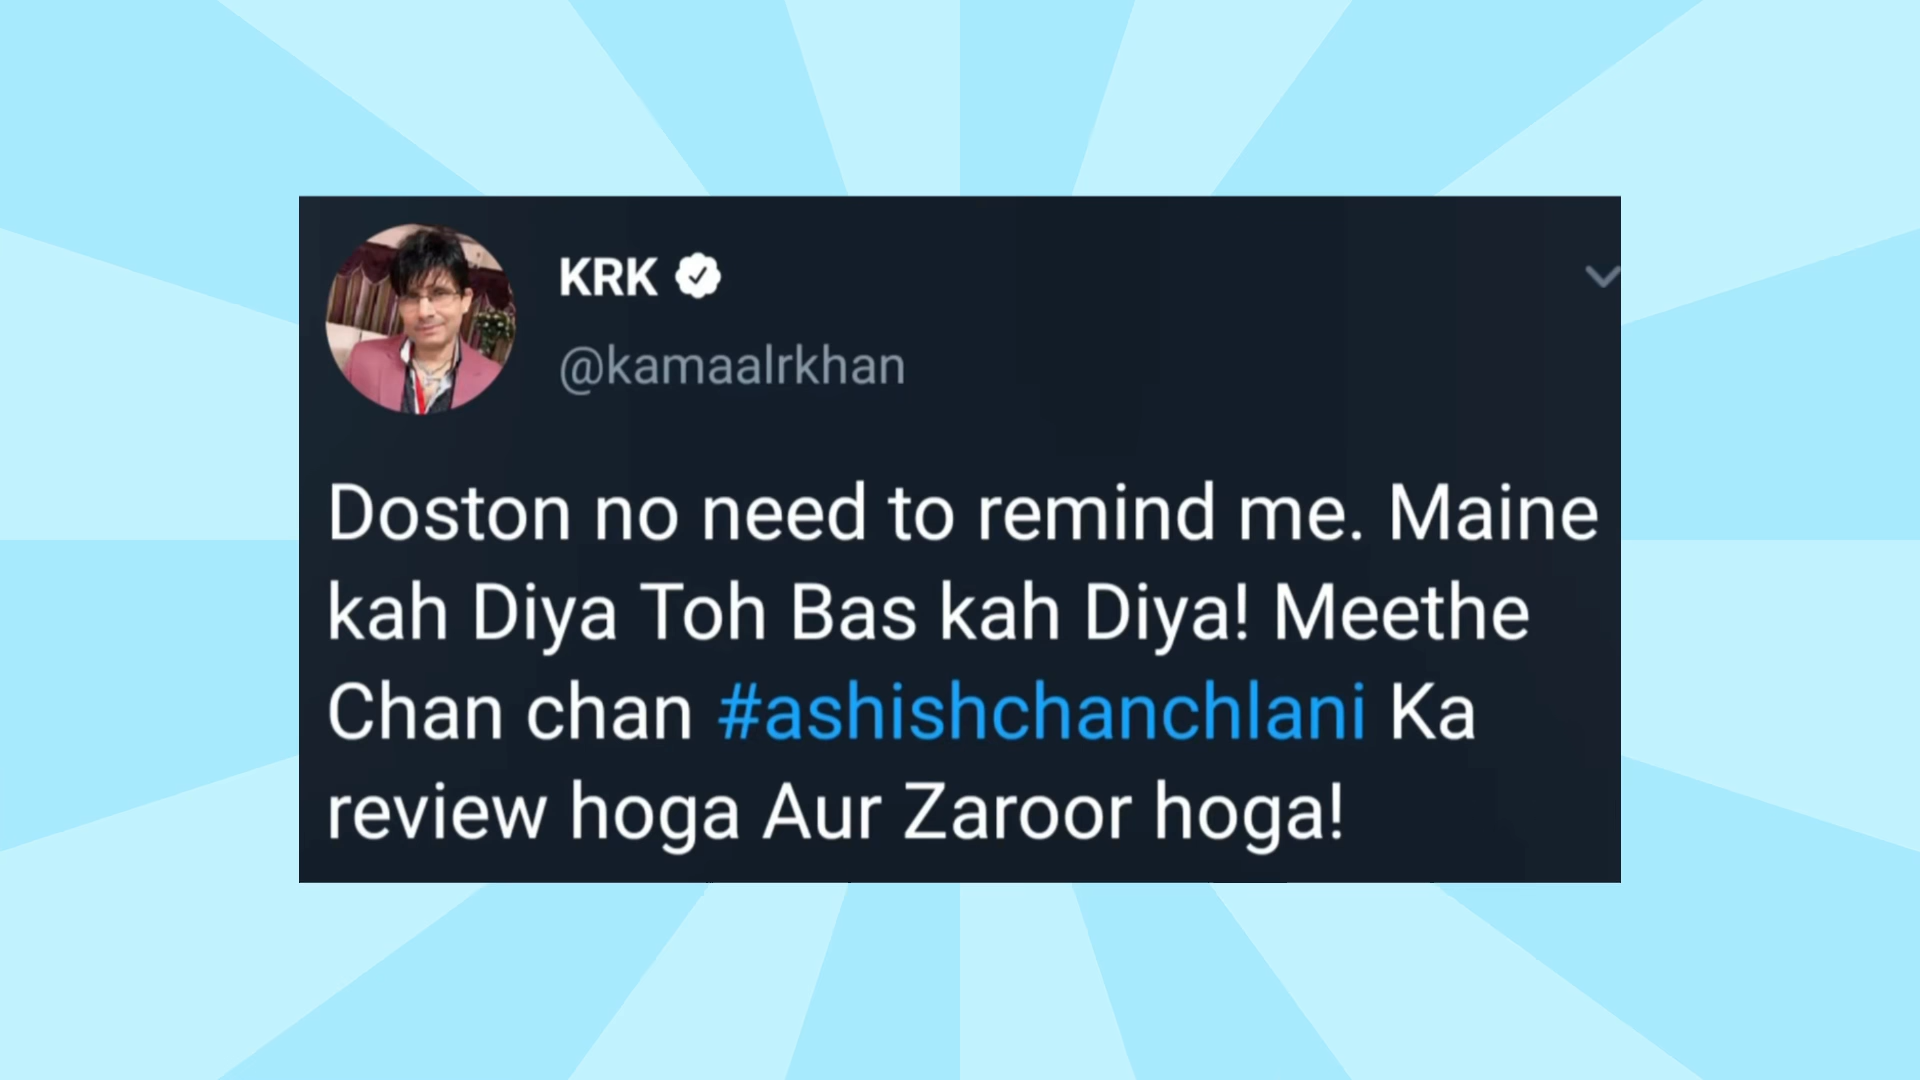 KRK
@kamaalrkhan
Doston no need to remind me. Maine
kah Diya Toh Bas kah Diya! Meethe
Chan chan #ashishchanchlani Ka
review hoga Aur Zaroor hoga!